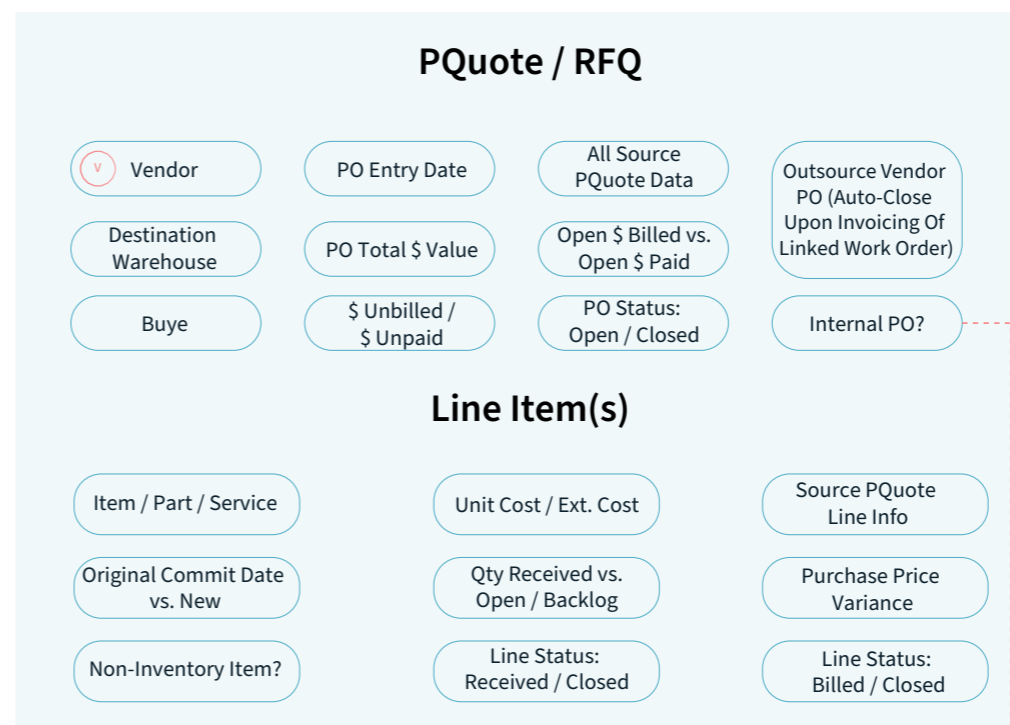 PQuote / RFQ
V
Vendor
PO Entry Date
All Source
PQuote Data
Outsource Vendor
PO (Auto-Close
Upon Invoicing Of
Linked Work Order)
Destination
Warehouse
PO Total $ Value
Open $ Billed vs.
Open $ Paid
Buye
$ Unbilled /
$ Unpaid
PO Status:
Open / Closed
Internal PO?
Line Item(s)
Item / Part / Service
Unit Cost / Ext. Cost
Source PQuote
Line Info
Original Commit Date
vs. New
Qty Received vs.
Open / Backlog
Purchase Price
Variance
Non-Inventory Item?
Line Status:
Received / Closed
Line Status:
Billed / Closed